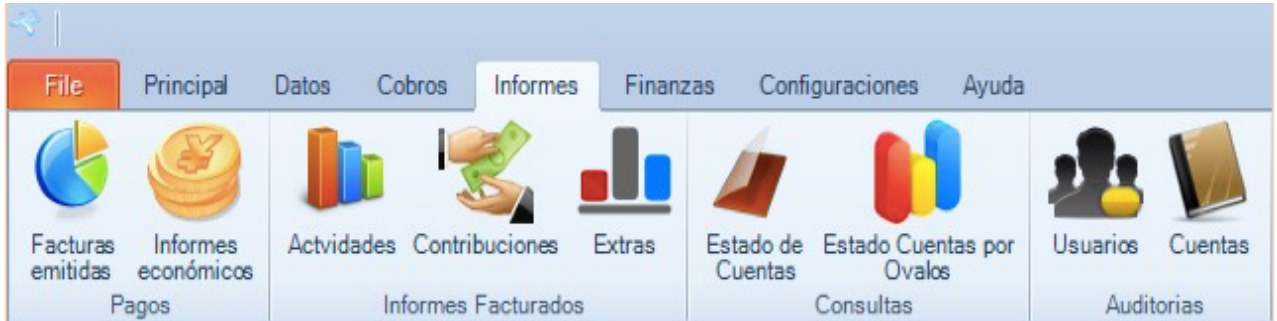 File Principal Datos Cobros Informes Finanzas Configuraciones Ayuda
Facturas emitidas
Informes económicos
Actvidades
Contribuciones
Extras
Estado de Cuentas
Estado Cuentas por Ovalos
Usuarios
Cuentas
Pagos
Informes Facturados
Consultas
Auditorias